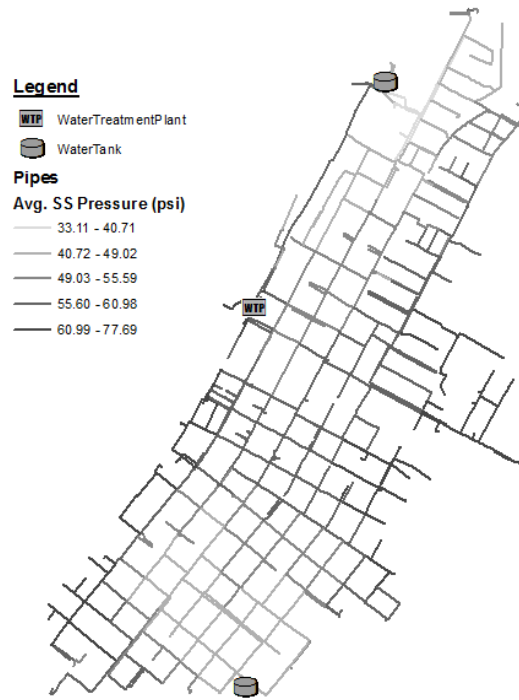 Legend
WTP WaterTreatmentPlant
WaterTank
Pipes
Avg. SS Pressure (psi)
33.11 - 40.71
40.72 - 49.02
49.03 - 55.59
55.60 - 60.98
60.99 - 77.69
WTP